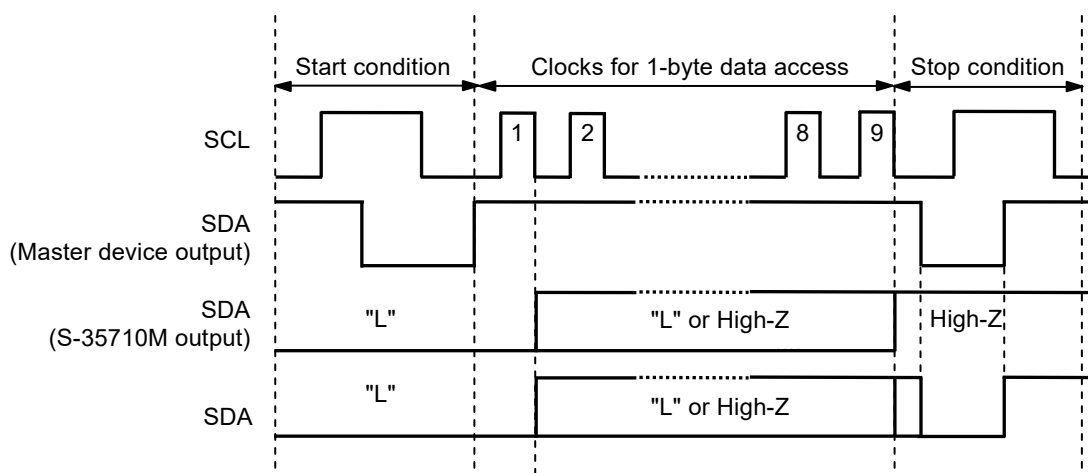 Start condition
Clocks for 1-byte data access
Stop condition
SCL
1
2
8
9
SDA
(Master device output)
SDA
(S-35710M output)
"L"
"L" or High-Z
High-Z
SDA
"L"
"L" or High-Z